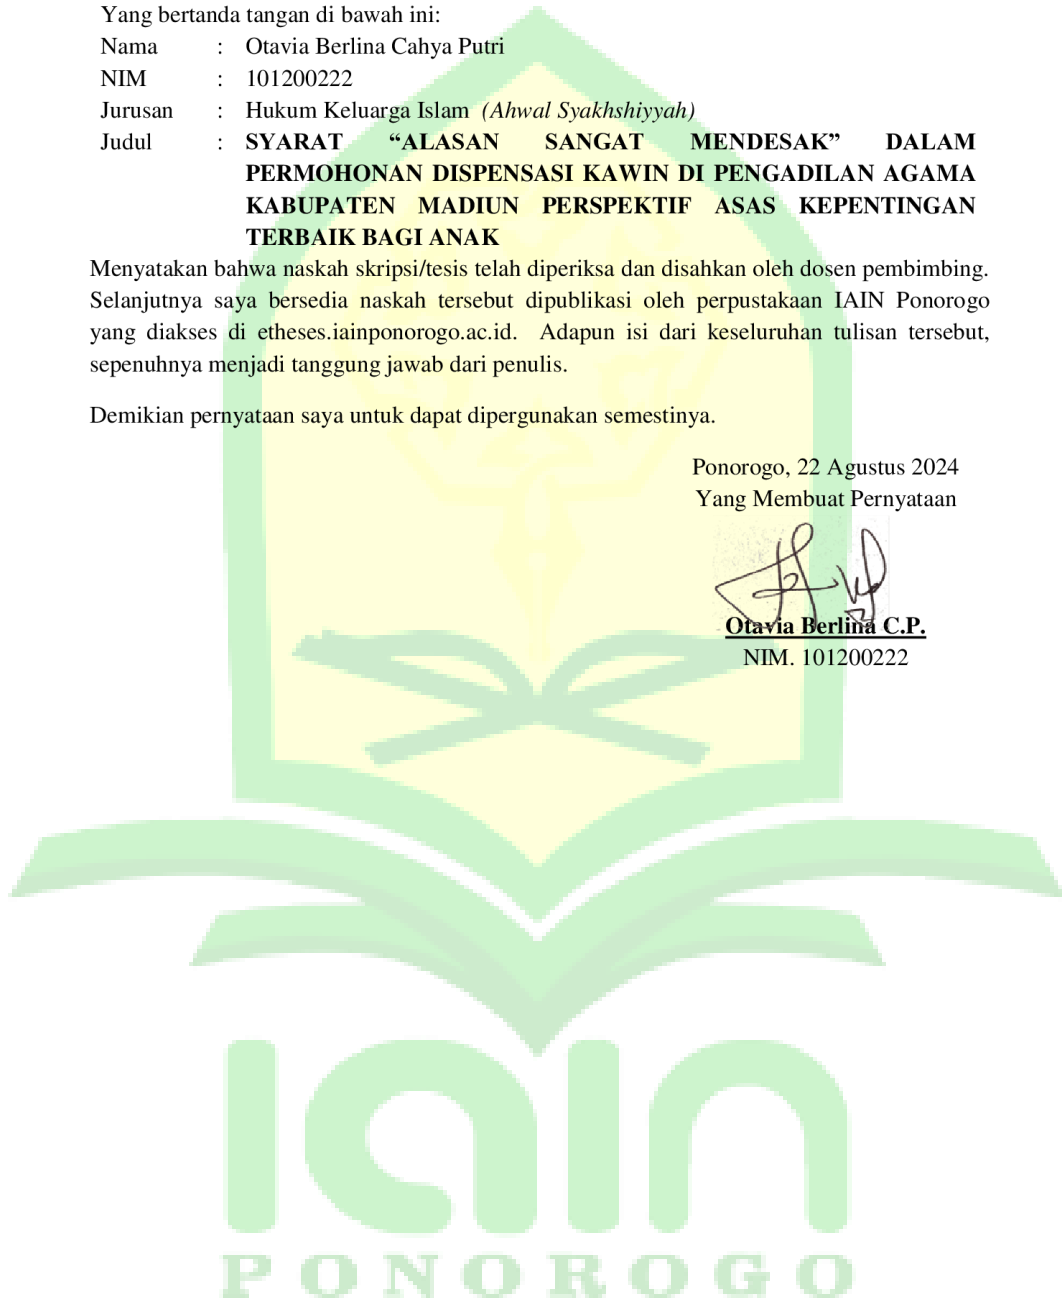 Yang bertanda tangan di bawah ini:
Nama : Otavia Berlina Cahya Putri
NIM : 101200222
Jurusan : Hukum Keluarga Islam (Ahwal Syakhshiyyah)
Judul : SYARAT “ALASAN SANGAT MENDESAK” DALAM
PERMOHONAN DISPENSASI KAWIN DI PENGADILAN AGAMA
KABUPATEN MADIUN PERSPEKTIF ASAS KEPENTINGAN
TERBAIK BAGI ANAK
Menyatakan bahwa naskah skripsi/tesis telah diperiksa dan disahkan oleh dosen pembimbing.
Selanjutnya saya bersedia naskah tersebut dipublikasi oleh perpustakaan IAIN Ponorogo
yang diakses di etheses.iainponorogo.ac.id. Adapun isi dari keseluruhan tulisan tersebut,
sepenuhnya menjadi tanggung jawab dari penulis.
Demikian pernyataan saya untuk dapat dipergunakan semestinya.
Ponorogo, 22 Agustus 2024
Yang Membuat Pernyataan
Otavia Berlina C.P.
NIM. 101200222
iain
PONOROGO